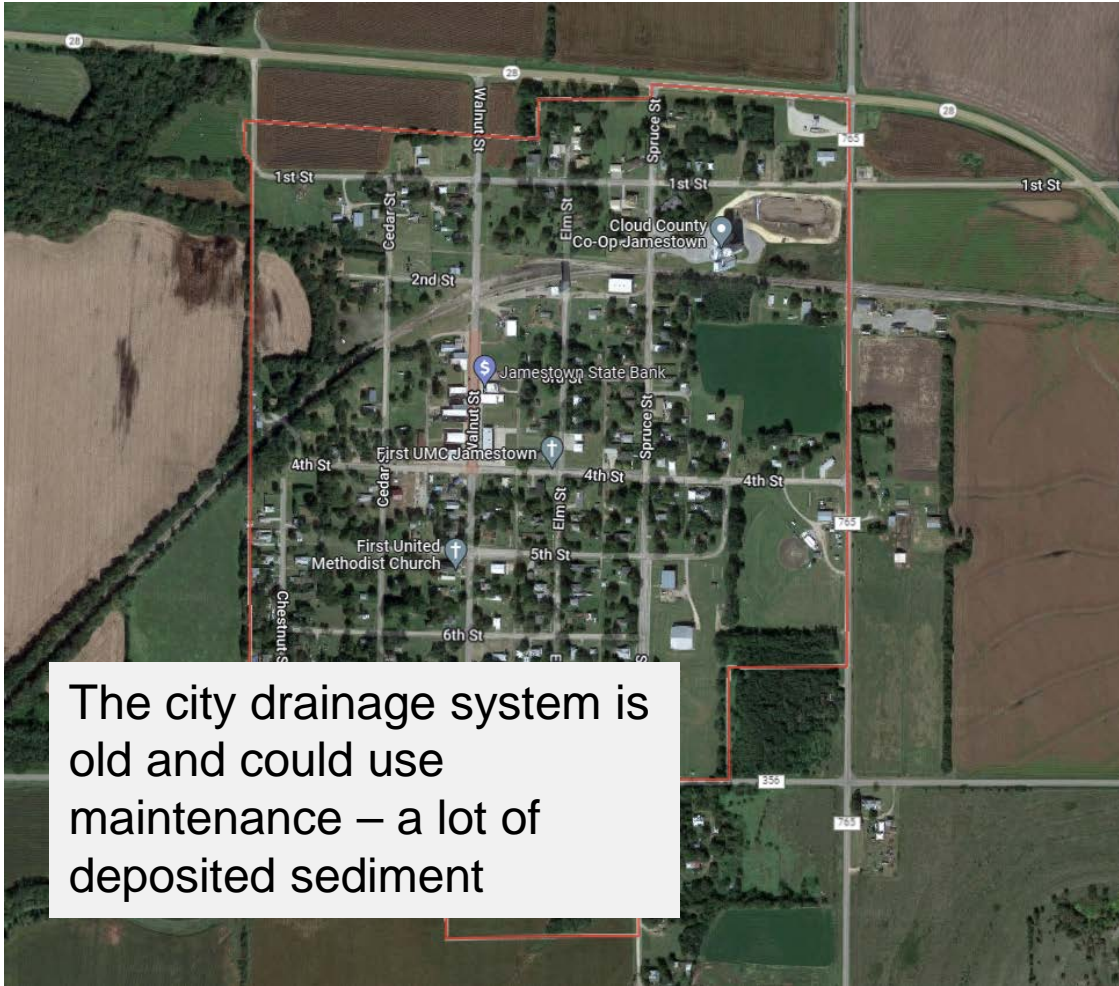 28
28
Walnut St
Spruce St
28
765
1st St
1st St
1st St
Cedar St
Elm St
Cloud County
Co-Op Jamestown
2nd St
Jamestown State Bank
3rd St
Walnut St
Spruce St
First UMC Jamestown
4th St
4th St
4th St
Cedar
Elm St
765
First United
Methodist Church
5th St
Chestnut S
6th St
E
S
The city drainage system is
old and could use
maintenance – a lot of
deposited sediment
356
765